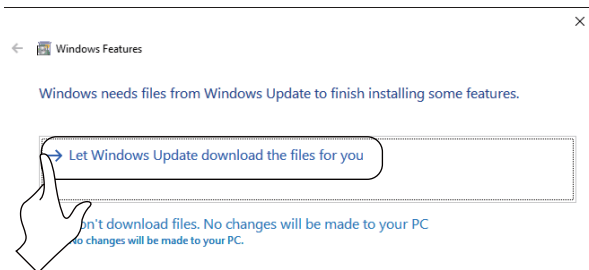 Windows Features
Windows needs files from Windows Update to finish installing some features.
Let Windows Update download the files for you
download files. No changes will be made to your PC
No changes will be made to your PC.